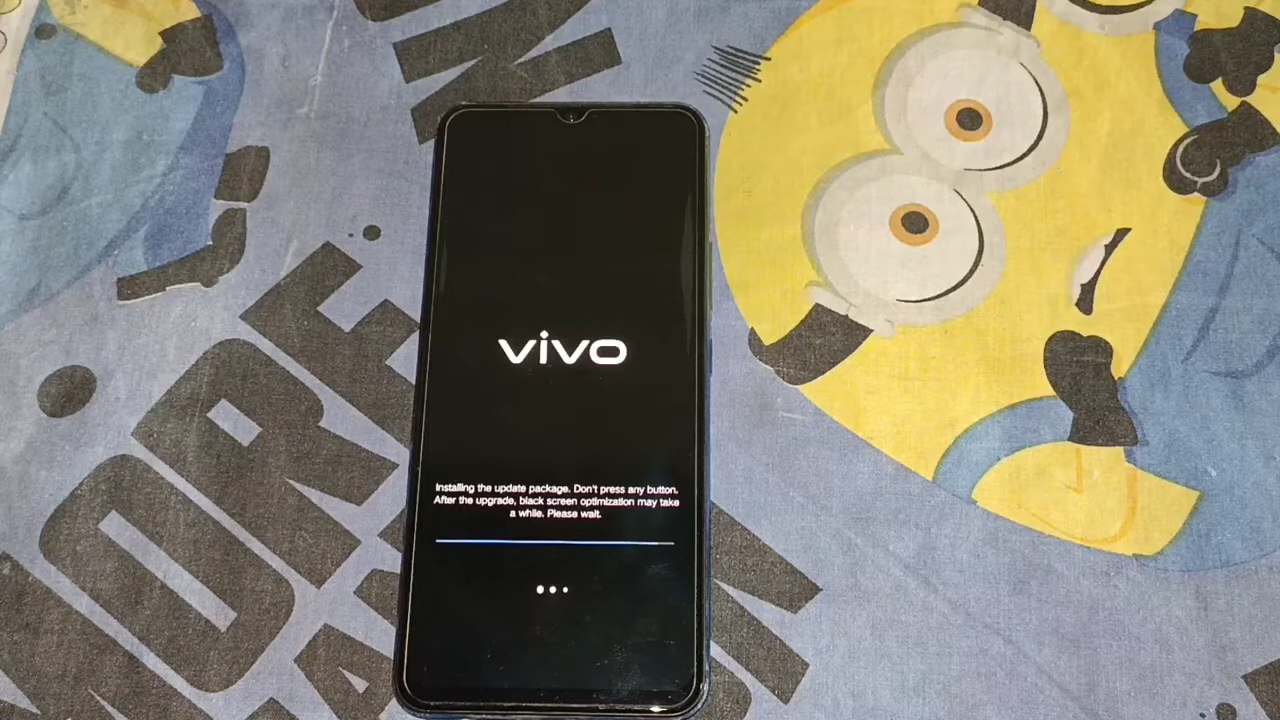 MORE
vivo
Installing the update package. Don't press any button.
After the upgrade, black screen optimization may take
a while. Please wait.